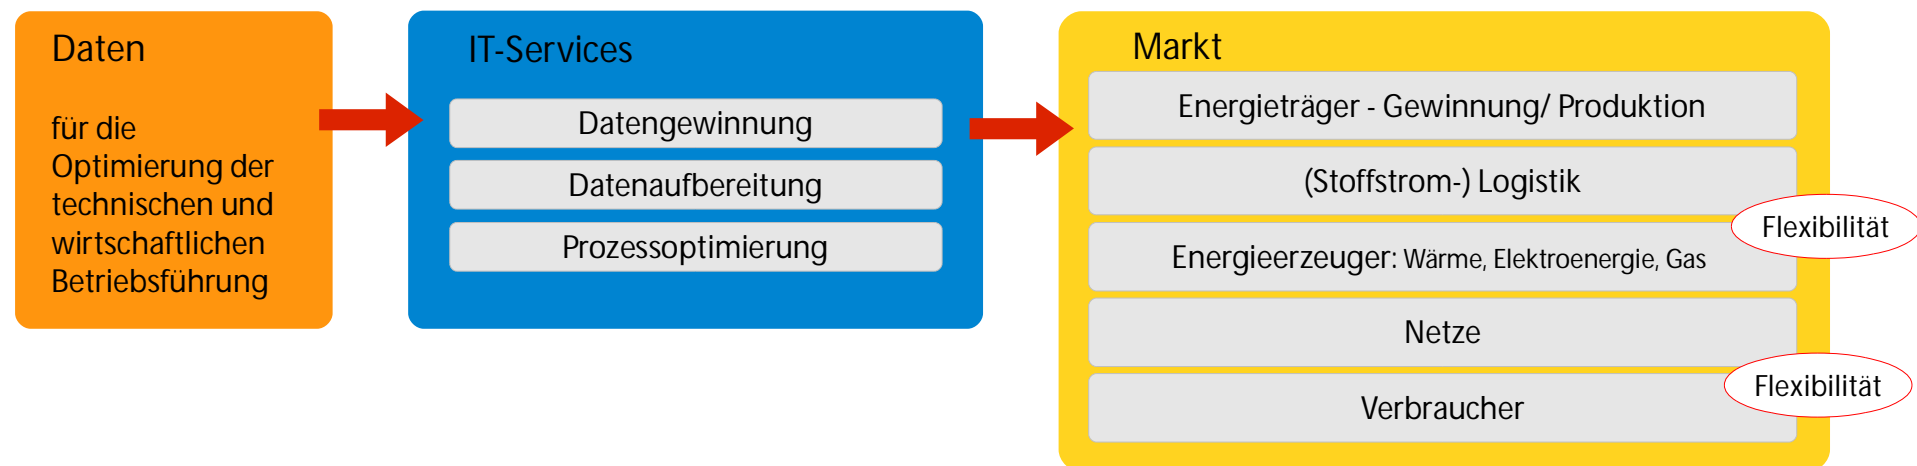 Daten
für die
Optimierung der
technischen und
wirtschaftlichen
Betriebsführung
IT-Services
Datengewinnung
Datenaufbereitung
Prozessoptimierung
Markt
Energieträger - Gewinnung/ Produktion
(Stoffstrom-) Logistik
Flexibilität
Energieerzeuger: Wärme, Elektroenergie, Gas
Netze
Flexibilität
Verbraucher